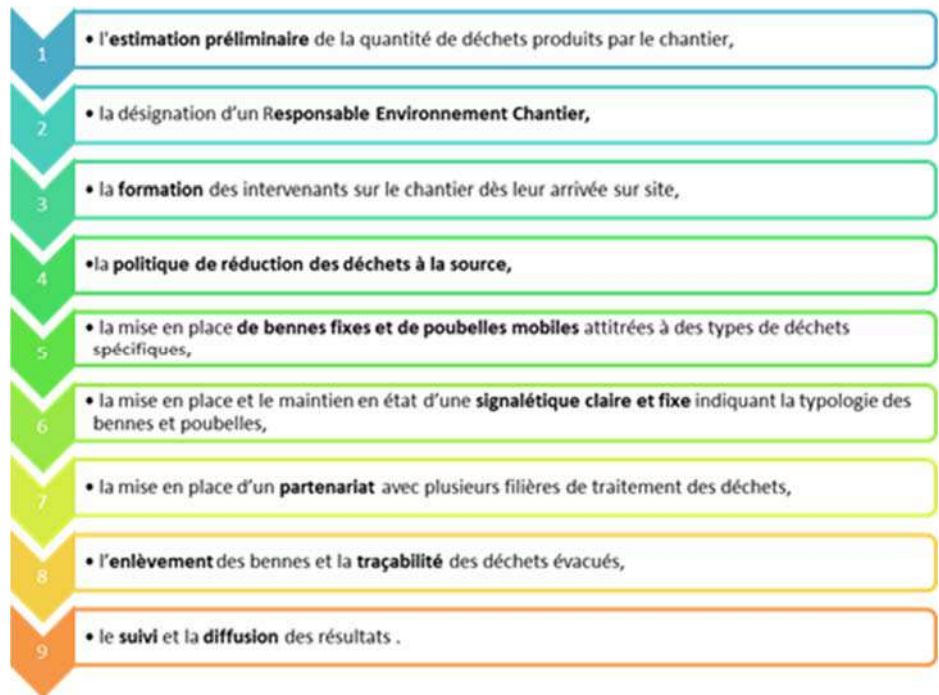 1
• l'estimation préliminaire de la quantité de déchets produits par le chantier,
2
• la désignation d'un Responsable Environnement Chantier,
3
• la formation des intervenants sur le chantier dès leur arrivée sur site,
4
•la politique de réduction des déchets à la source,
5
• la mise en place de bennes fixes et de poubelles mobiles attitrées à des types de déchets
spécifiques,
6
• la mise en place et le maintien en état d'une signalétique claire et fixe indiquant la typologie des
bennes et poubelles,
7
• la mise en place d'un partenariat avec plusieurs filières de traitement des déchets,
8
• l'enlèvement des bennes et la traçabilité des déchets évacués,
9
• le suivi et la diffusion des résultats .